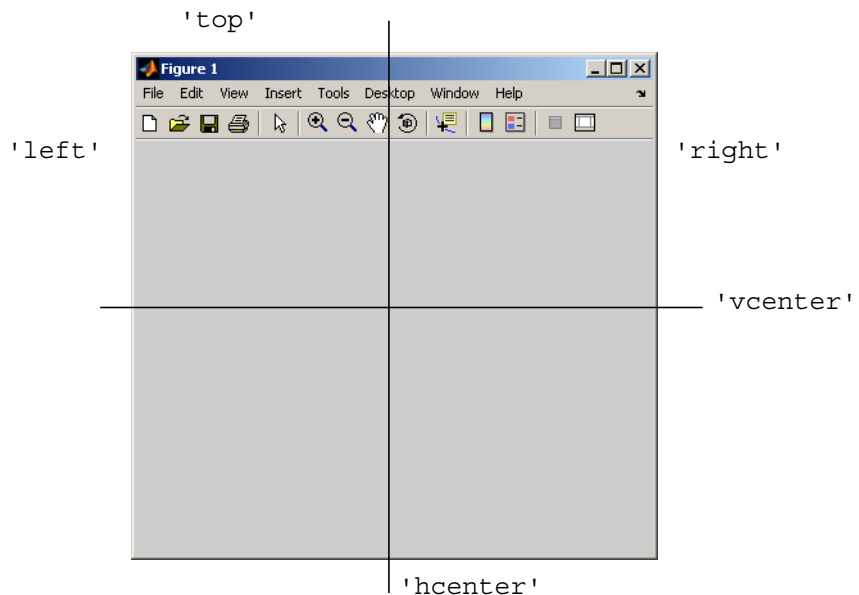 'top'
Figure 1
File Edit View Insert Tools Desktop Window Help
'left'
'right'
'vcenter'
'hcenter'